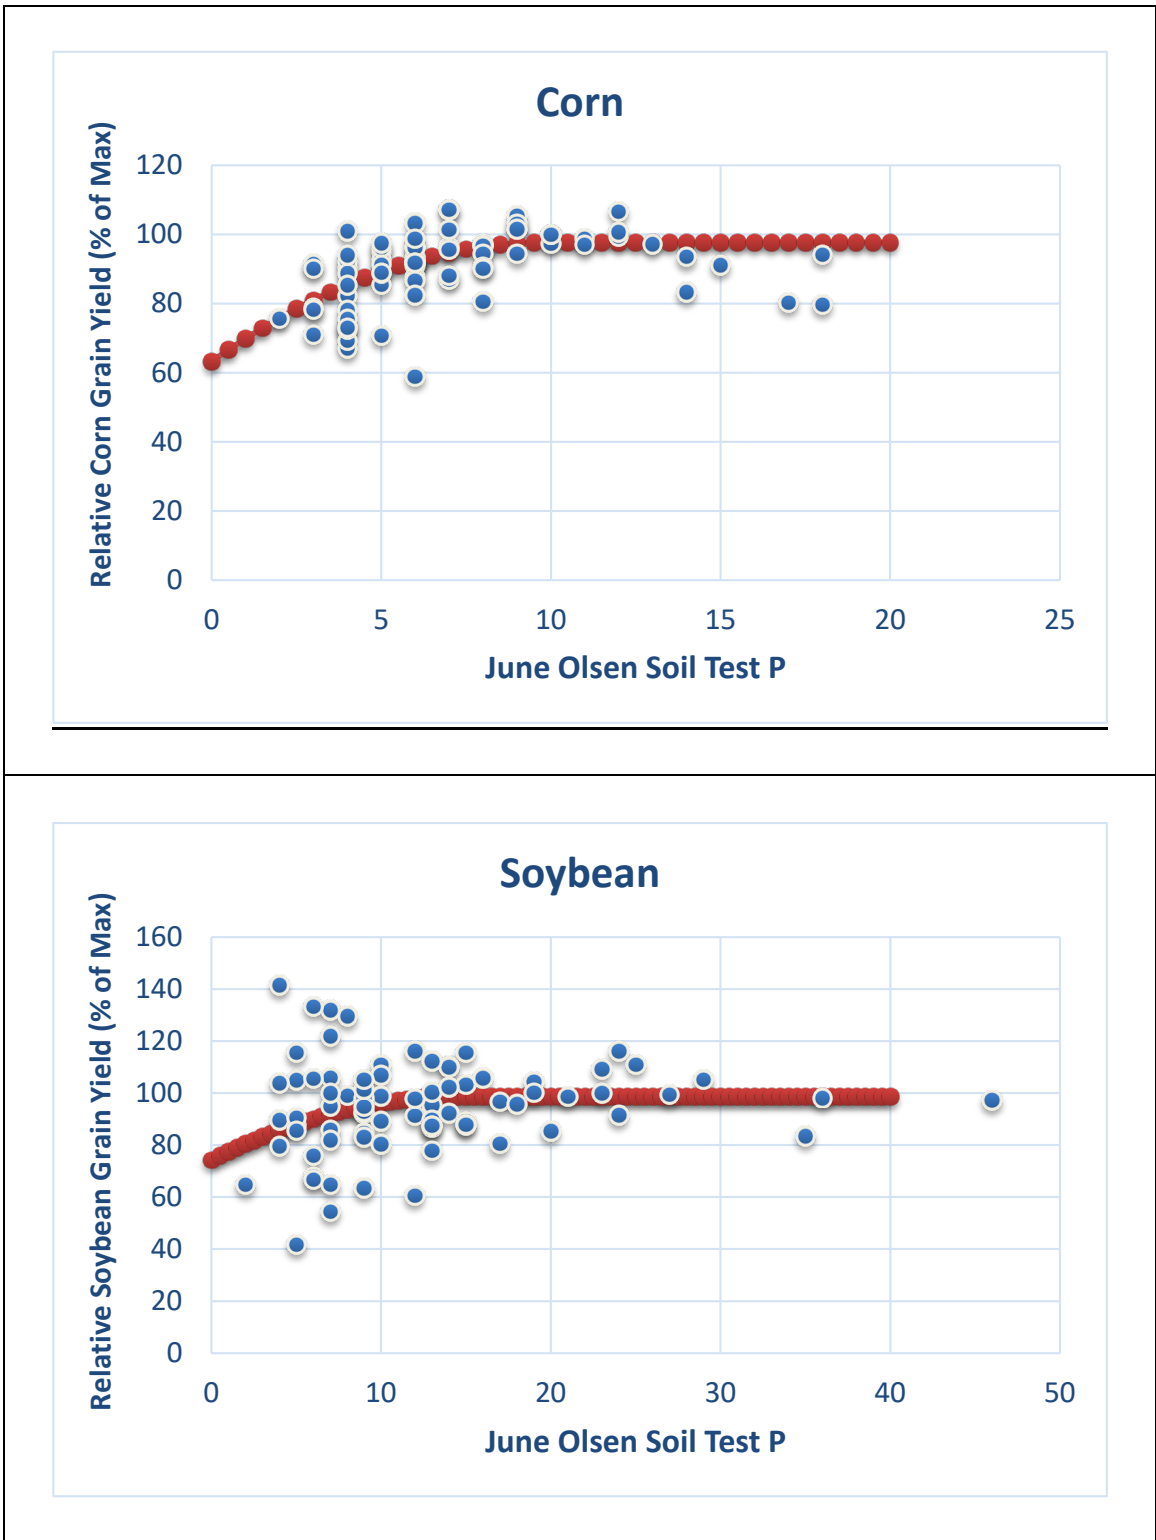 Corn
Relative Corn Grain Yield (% of Max)
120
100
80
60
40
20
0
0 5 10 15 20 25
June Olsen Soil Test P
Soybean
Relative Soybean Grain Yield (% of Max)
160
140
120
100
80
60
40
20
0
0 10 20 30 40 50
June Olsen Soil Test P